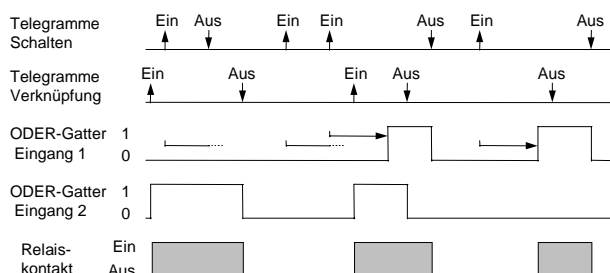 Telegramme Schalten
Ein Aus Ein Ein Aus Ein Aus
Telegramme Verknüpfung
Ein Aus Ein Aus Aus
ODER-Gatter 1
Eingang 1 0
ODER-Gatter 1
Eingang 2 0
Relais- Ein
kontakt Aus